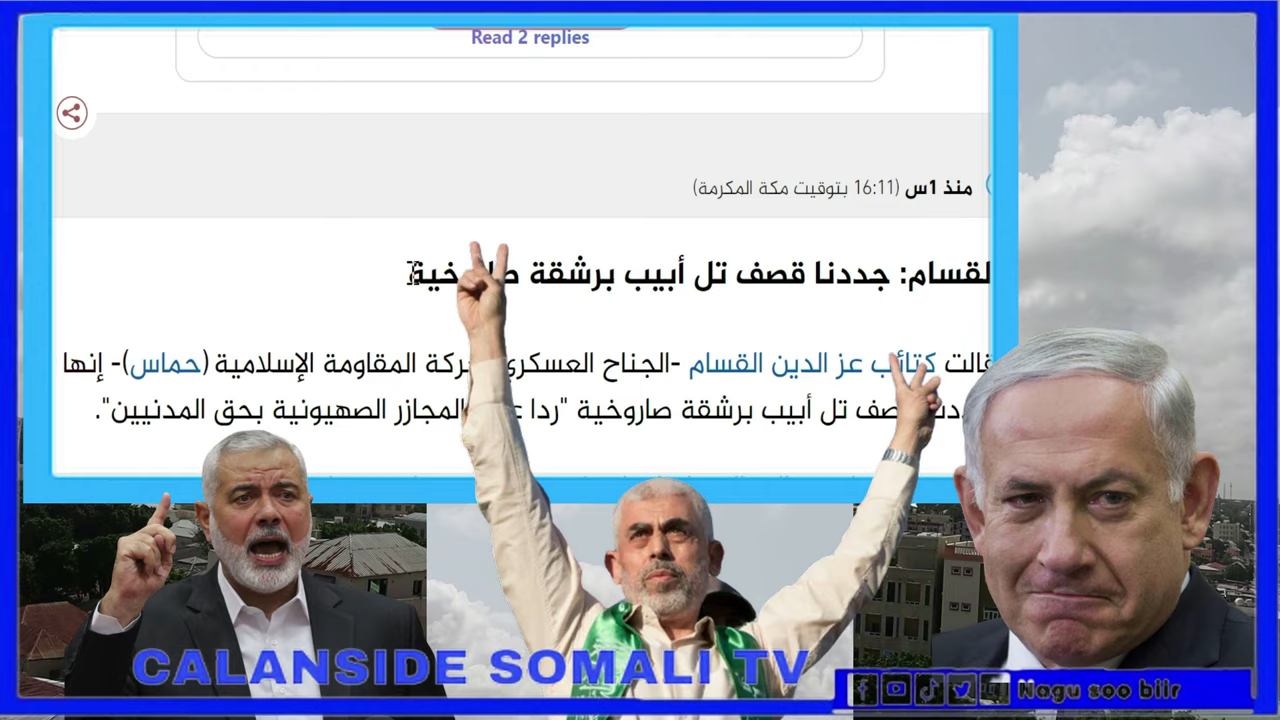 Read 2 replies
منذ 1س (16:11 بتوقيت مكة المكرمة)
لقسام: جددنا قصف تل أبيب برشقة صاروخية
قالت كتائب عز الدين القسام -الجناح العسكري حركة المقاومة الإسلامية (حماس)- إنها
قصف تل أبيب برشقة صاروخية "ردا المجازر الصهيونية بحق المدنيين".
CALANSIDE SOMALI TV
Nagu soo biir